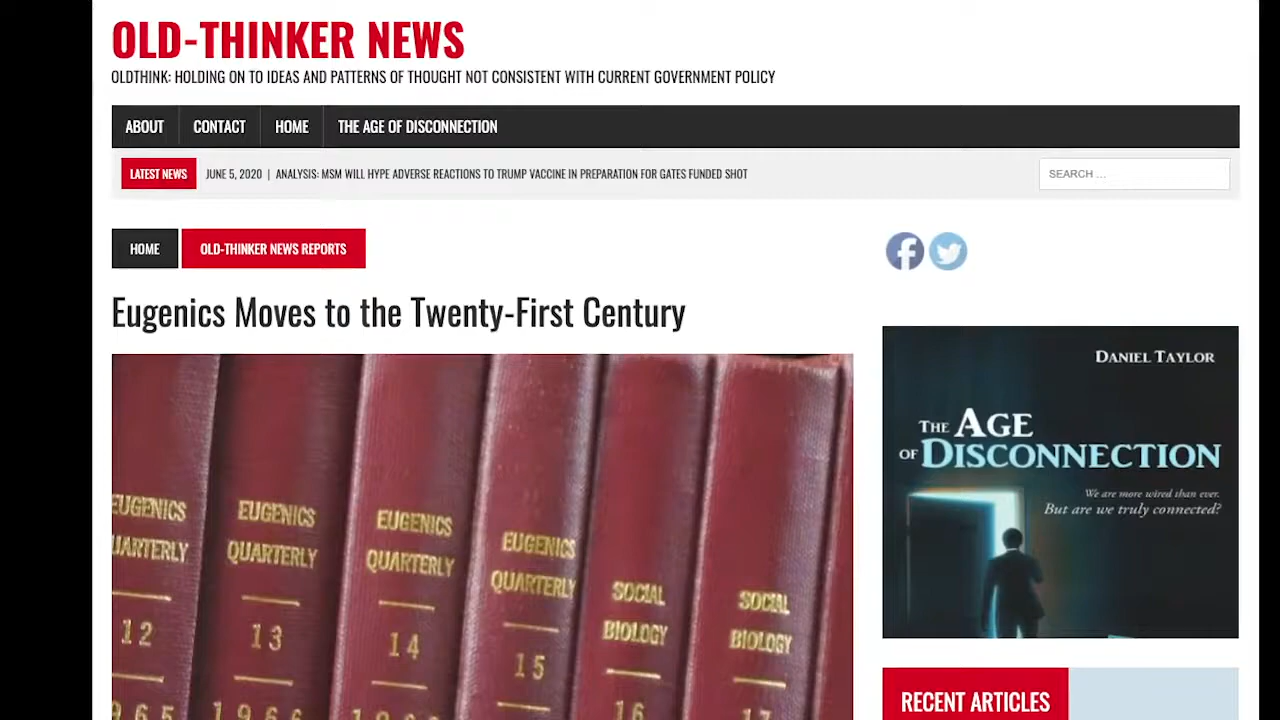 OLD-THINKER NEWS
OLDTHINK: HOLDING ON TO IDEAS AND PATTERNS OF THOUGHT NOT CONSISTENT WITH CURRENT GOVERNMENT POLICY
ABOUT CONTACT HOME THE AGE OF DISCONNECTION
LATEST NEWS JUNE 5, 2020 | ANALYSIS: MSM WILL HYPE ADVERSE REACTIONS TO TRUMP VACCINE IN PREPARATION FOR GATES FUNDED SHOT SEARCH ...
HOME OLD-THINKER NEWS REPORTS
Eugenics Moves to the Twenty-First Century
EUGENICS
QUARTERLY
12
EUGENICS
QUARTERLY
13
1966
EUGENICS
QUARTERLY
14
EUGENICS
QUARTERLY
15
SOCIAL
BIOLOGY
16
SOCIAL
BIOLOGY
17
DANIEL TAYLOR
THE AGE
OF DISCONNECTION
We are more wired than ever.
But are we truly connected?
RECENT ARTICLES